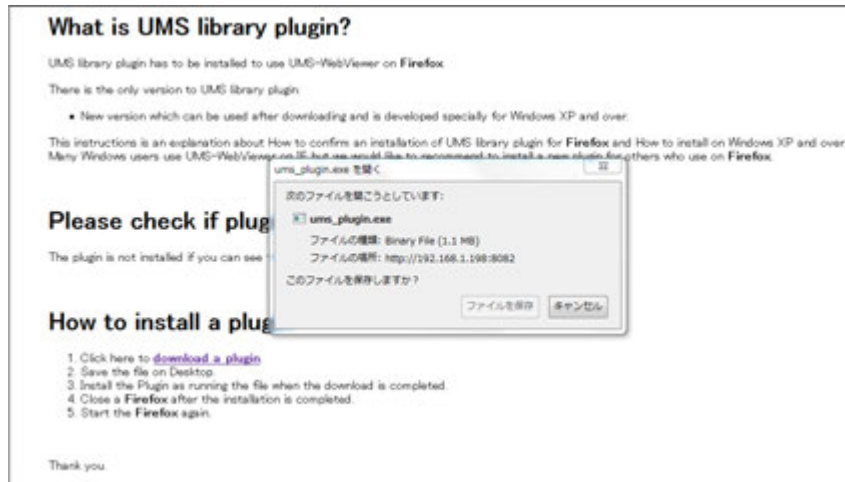 What is UMS library plugin?
UMS library plugin has to be installed to use UMS-WebViewer on Firefox
There is the only version to UMS library plugin
• New version which can be used after downloading and is developed specially for Windows XP and over.
This instructions is an explanation about How to confirm an installation of UMS library plugin for Firefox and How to install on Windows XP and over
Many Windows users use UMS-WebViewer on IE but we would like to recommend to install a new plugin for others who use on Firefox
ums_plugin.exe を開く
次のファイルを開こうとしています:
ums_plugin.exe
ファイルの種類: Binary File (1.1 MB)
ファイルの場所: http://192.168.1.198:8082
このファイルを保存しますか?
ファイルを保存 キャンセル
Please check if plug
The plugin is not installed if you can see
How to install a plug
1. Click here to download a plugin
2. Save the file on Desktop.
3. Install the Plugin as running the file when the download is completed.
4. Close a Firefox after the installation is completed.
5. Start the Firefox again.
Thank you